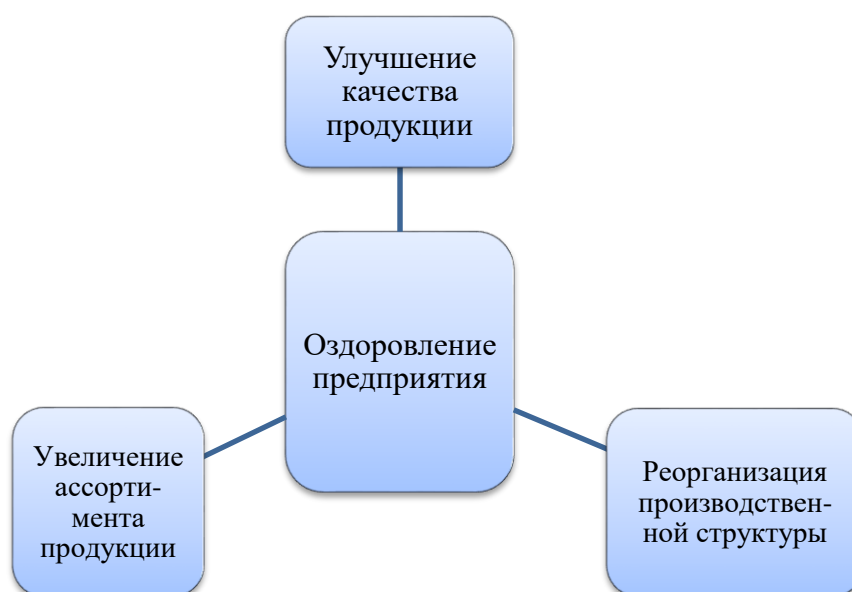 Улучшение
качества
продукции
Оздоровление
предприятия
Увеличение
ассорти-
мента
продукции
Реорганизация
производствен-
ной структуры